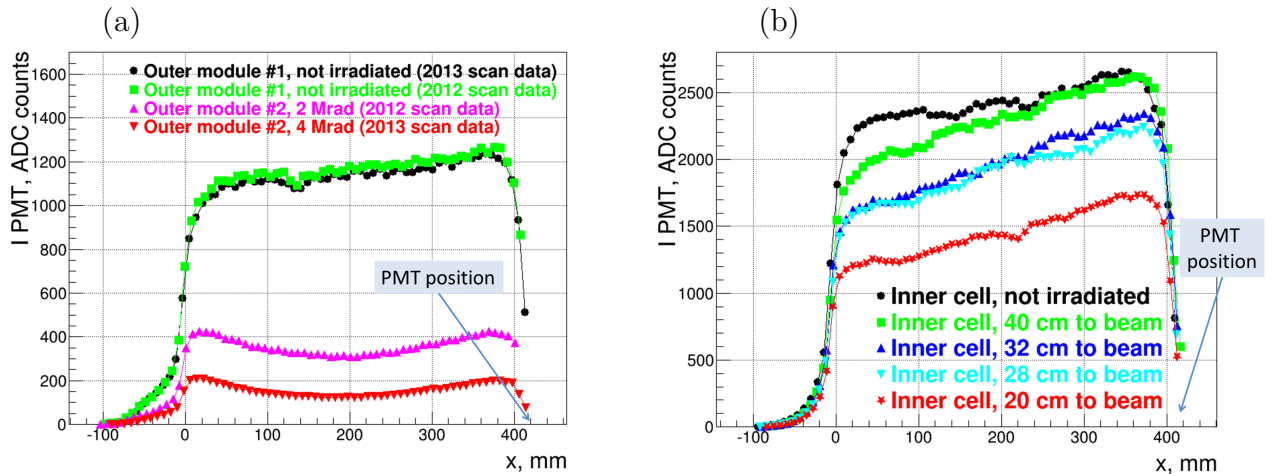 (a)
I PMT, ADC counts
1600
1400
1200
1000
800
600
400
200
0
Outer module #1, not irradiated (2013 scan data)
Outer module #1, not irradiated (2012 scan data)
Outer module #2, 2 Mrad (2012 scan data)
Outer module #2, 4 Mrad (2013 scan data)
PMT position
-100 0 100 200 300 400
x, mm
(b)
I PMT, ADC counts
2500
2000
1500
1000
500
0
PMT
position
Inner cell, not irradiated
Inner cell, 40 cm to beam
Inner cell, 32 cm to beam
Inner cell, 28 cm to beam
Inner cell, 20 cm to beam
-100 0 100 200 300 400
x, mm